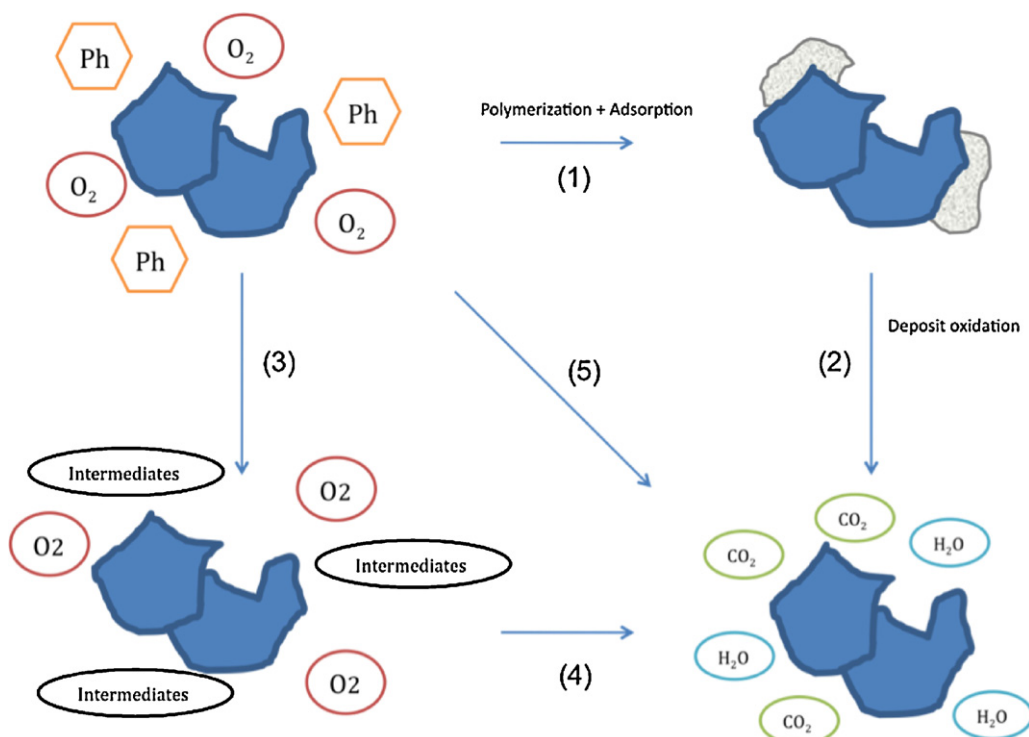 Ph
O₂
Ph
O₂
O₂
Ph
Polymerization + Adsorption
(1)
Deposit oxidation
(2)
(3)
(5)
Intermediates
O2
O2
Intermediates
Intermediates
O2
(4)
CO₂
CO₂
H₂O
H₂O
CO₂
H₂O